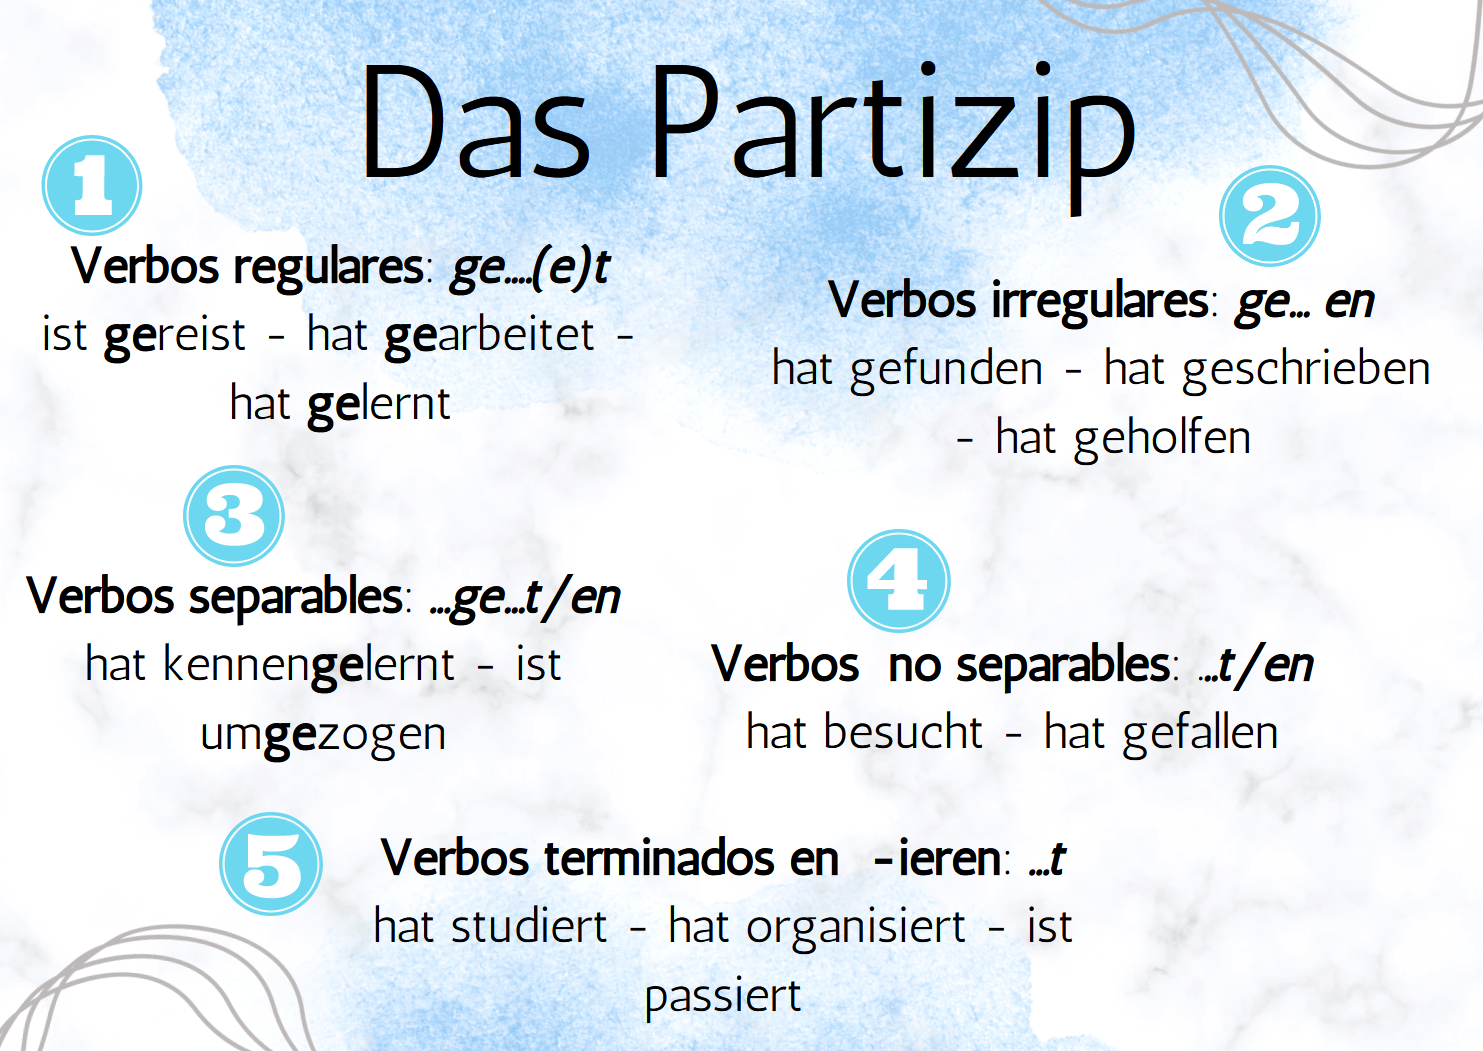 Das Partizip
1
Verbos regulares: ge....(e)t
ist gereist - hat gearbeitet -
hat gelernt
2
Verbos irregulares: ge... en
hat gefunden - hat geschrieben
- hat geholfen
3
Verbos separables: ...ge...t/en
hat kennengelernt - ist
umgezogen
4
Verbos  no separables: ...t/en
hat besucht - hat gefallen
5
Verbos terminados en  -ieren: ...t
hat studiert - hat organisiert - ist
passiert